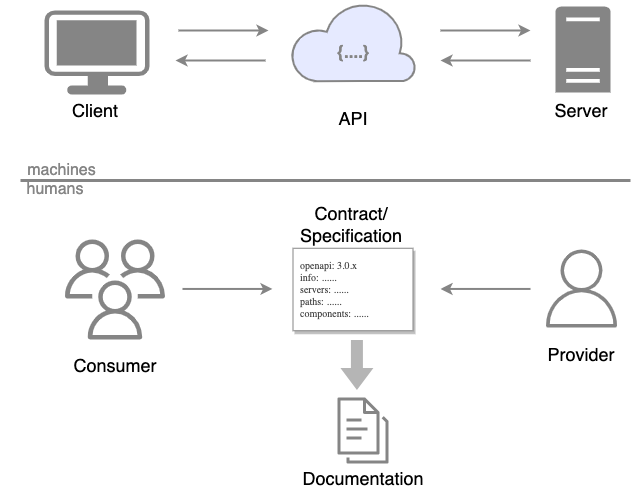 {....}
Client
API
Server
machines
humans
Contract/
Specification
openapi: 3.0.x
info: ......
servers: ......
paths: ......
components: ......
Consumer
Provider
Documentation